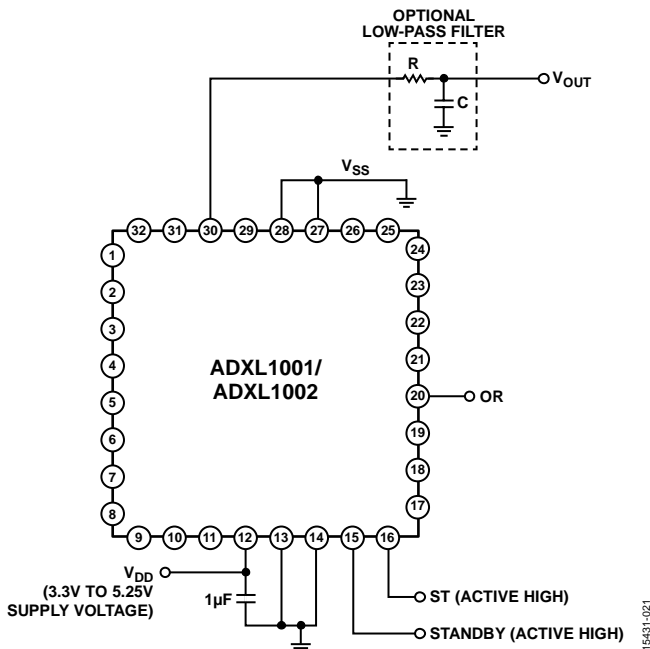 OPTIONAL
LOW-PASS FILTER
R
C
VOUT
VSS
32 31 30 29 28 27 26 25
1
2
3
4
5
6
7
8
24
23
22
21
20
19
18
17
ADXL1001/
ADXL1002
OR
9 10 11 12 13 14 15 16
VDD
(3.3V TO 5.25V
SUPPLY VOLTAGE)
1µF
ST (ACTIVE HIGH)
STANDBY (ACTIVE HIGH)
15431-021